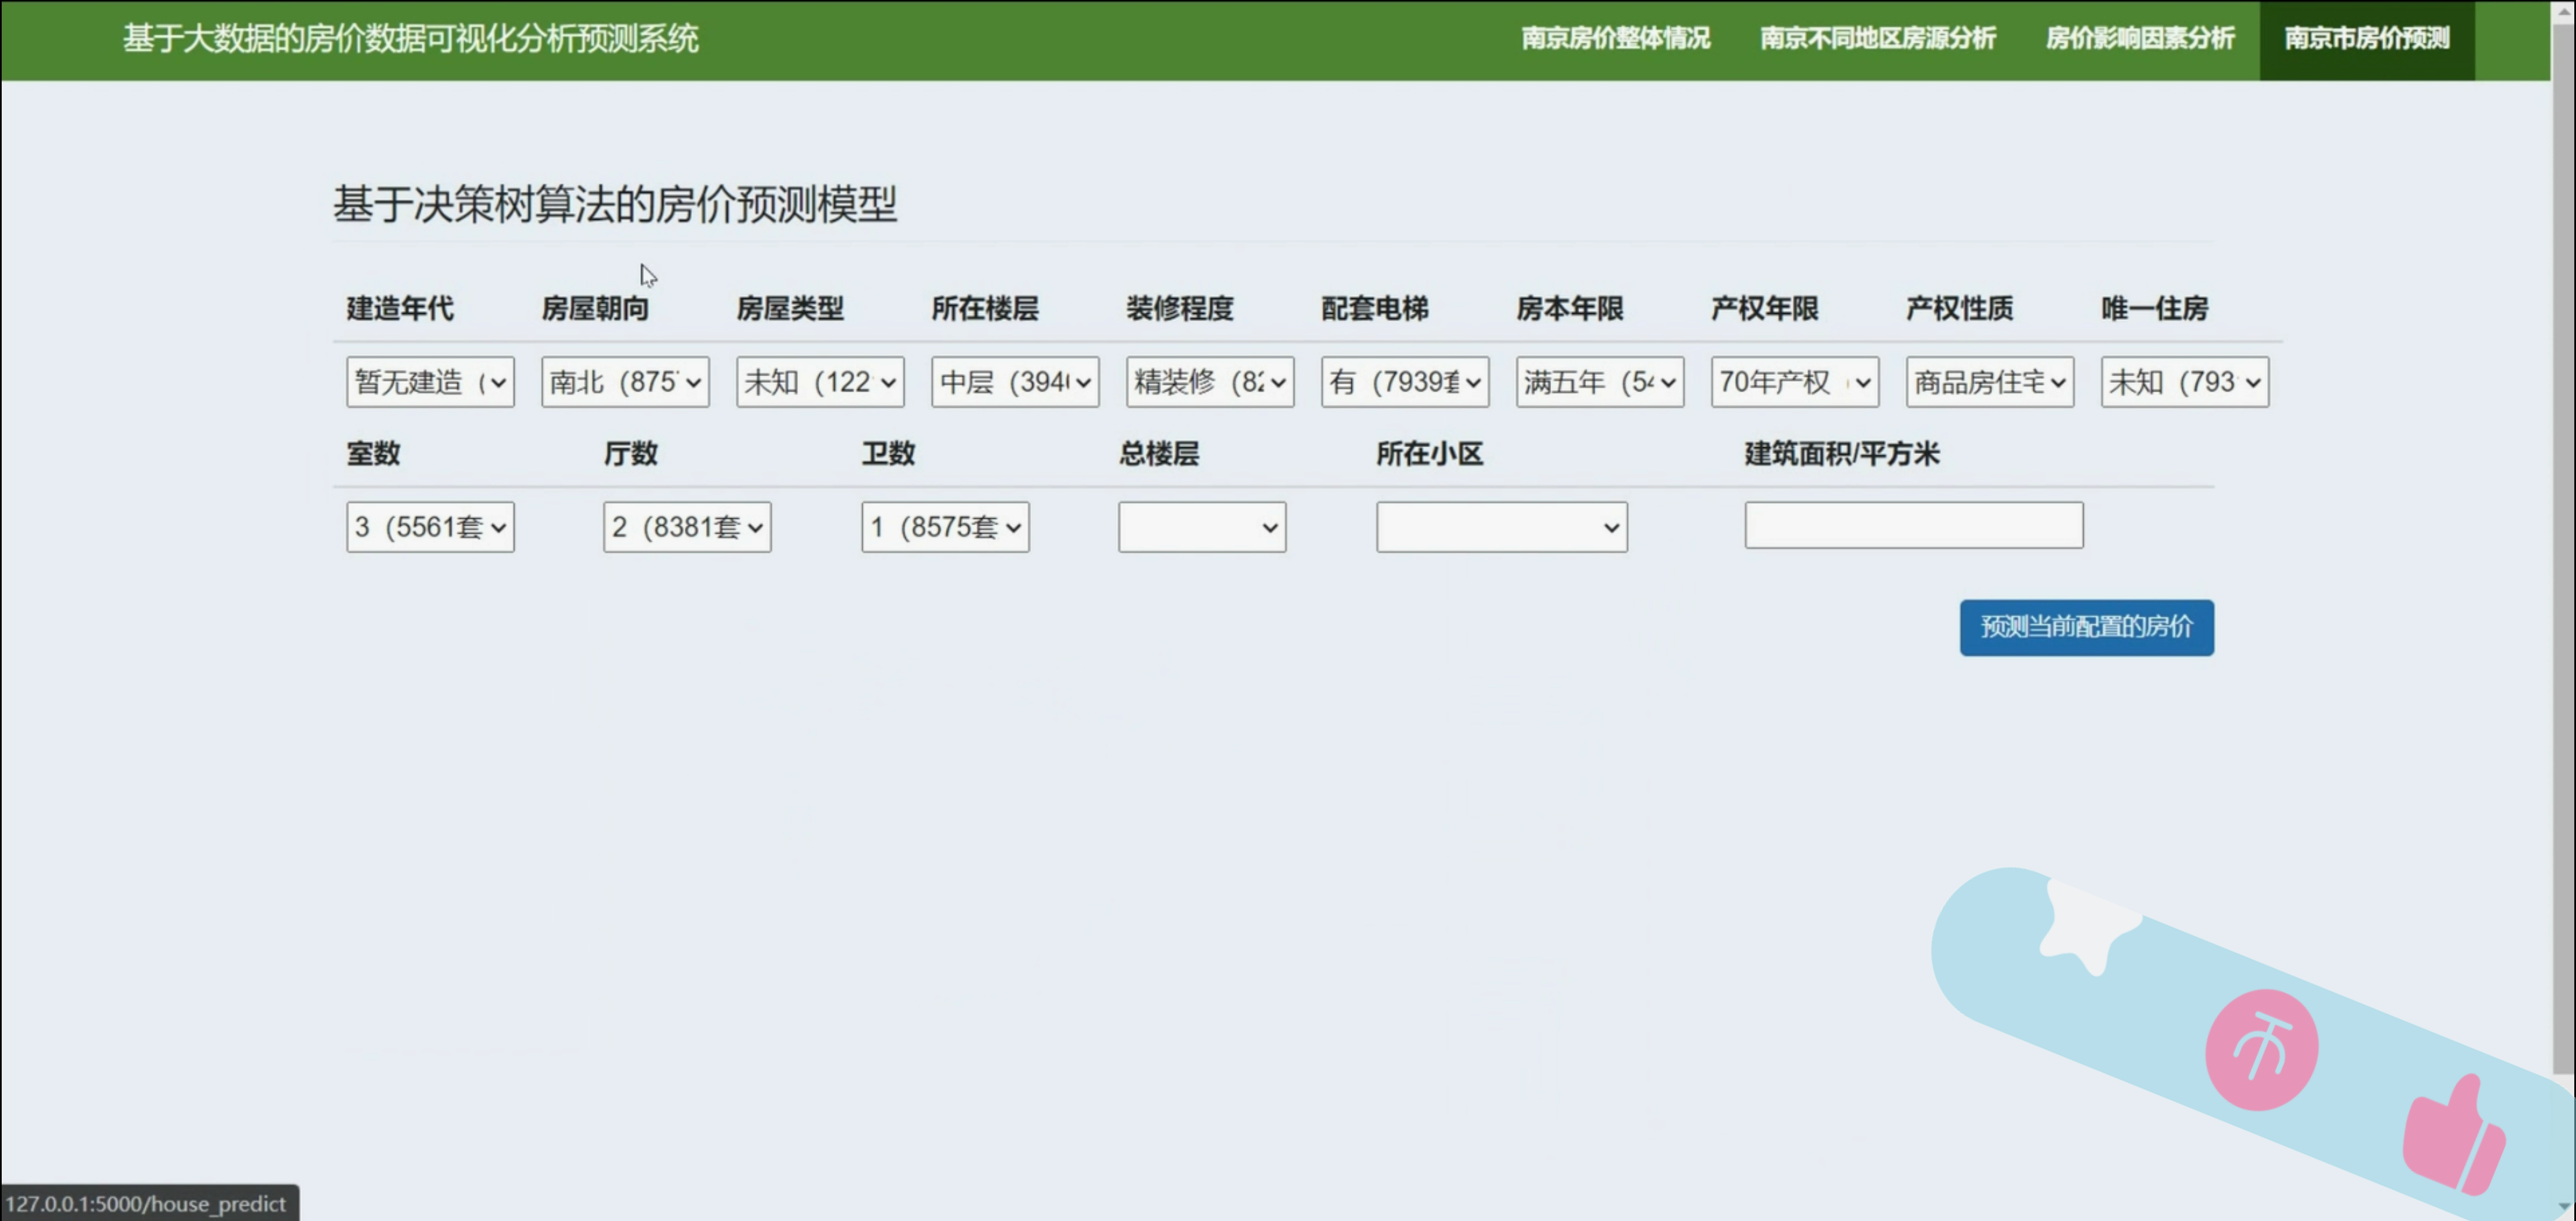 基于大数据的房价数据可视化分析预测系统 南京房价整体情况 南京不同地区房源分析 房价影响因素分析 南京市房价预测
基于决策树算法的房价预测模型
建造年代 房屋朝向 房屋类型 所在楼层 装修程度 配套电梯 房本年限 产权年限 产权性质 唯一住房
暂无建造 ( 南北 (875 未知 (122 中层 (394 精装修 (82 有 (7939套 满五年 (54 70年产权 商品房住宅 未知 (793
室数 厅数 卫数 总楼层 所在小区 建筑面积/平方米
3 (5561套 2 (8381套 1 (8575套
预测当前配置的房价
127.0.0.1:5000/house_predict